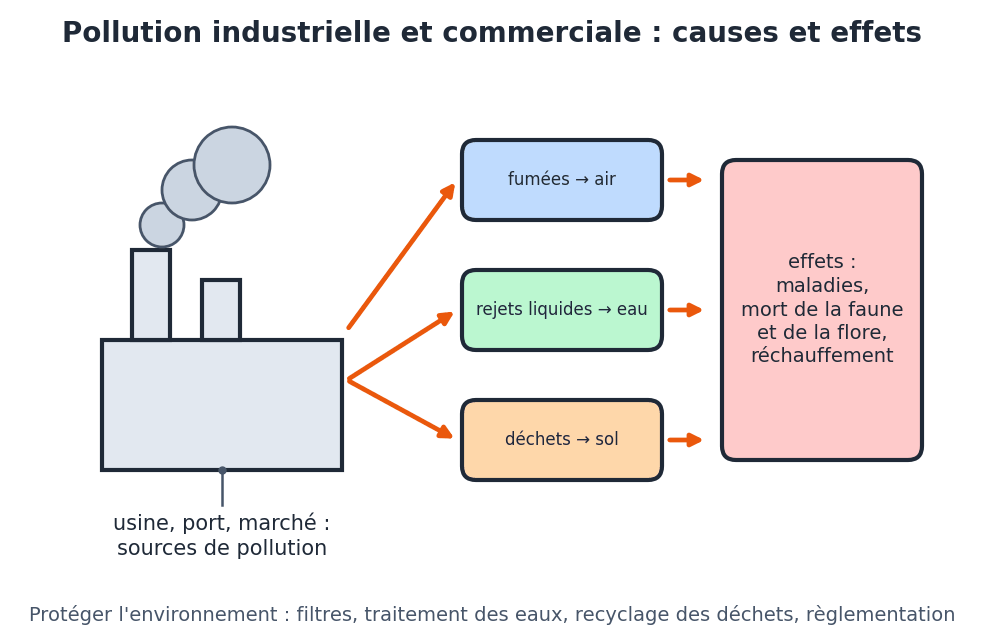 Pollution industrielle et commerciale : causes et effets
fumées → air
rejets liquides → eau
déchets → sol
effets :
maladies,
mort de la faune
et de la flore,
réchauffement
usine, port, marché :
sources de pollution
Protéger l'environnement : filtres, traitement des eaux, recyclage des déchets, règlementation